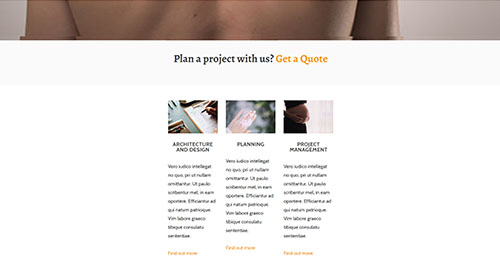 Plan a project with us? Get a Quote
ARCHITECTURE
AND DESIGN
Vero iudico intellegat
no quo, pri ut nullam
omittantur. Ut paulo
scribentur mel, in eam
oportere. Efficiantur ad
qui natum patrioque.
Vim labore graeco
tibique consulatu
sententiae.
Find out more
PLANNING
Vero iudico intellegat
no quo, pri ut nullam
omittantur. Ut paulo
scribentur mel, in eam
oportere. Efficiantur ad
qui natum patrioque.
Vim labore graeco
tibique consulatu
sententiae.
Find out more
PROJECT
MANAGEMENT
Vero iudico intellegat
no quo, pri ut nullam
omittantur. Ut paulo
scribentur mel, in eam
oportere. Efficiantur ad
qui natum patrioque.
Vim labore graeco
tibique consulatu
sententiae.
Find out more